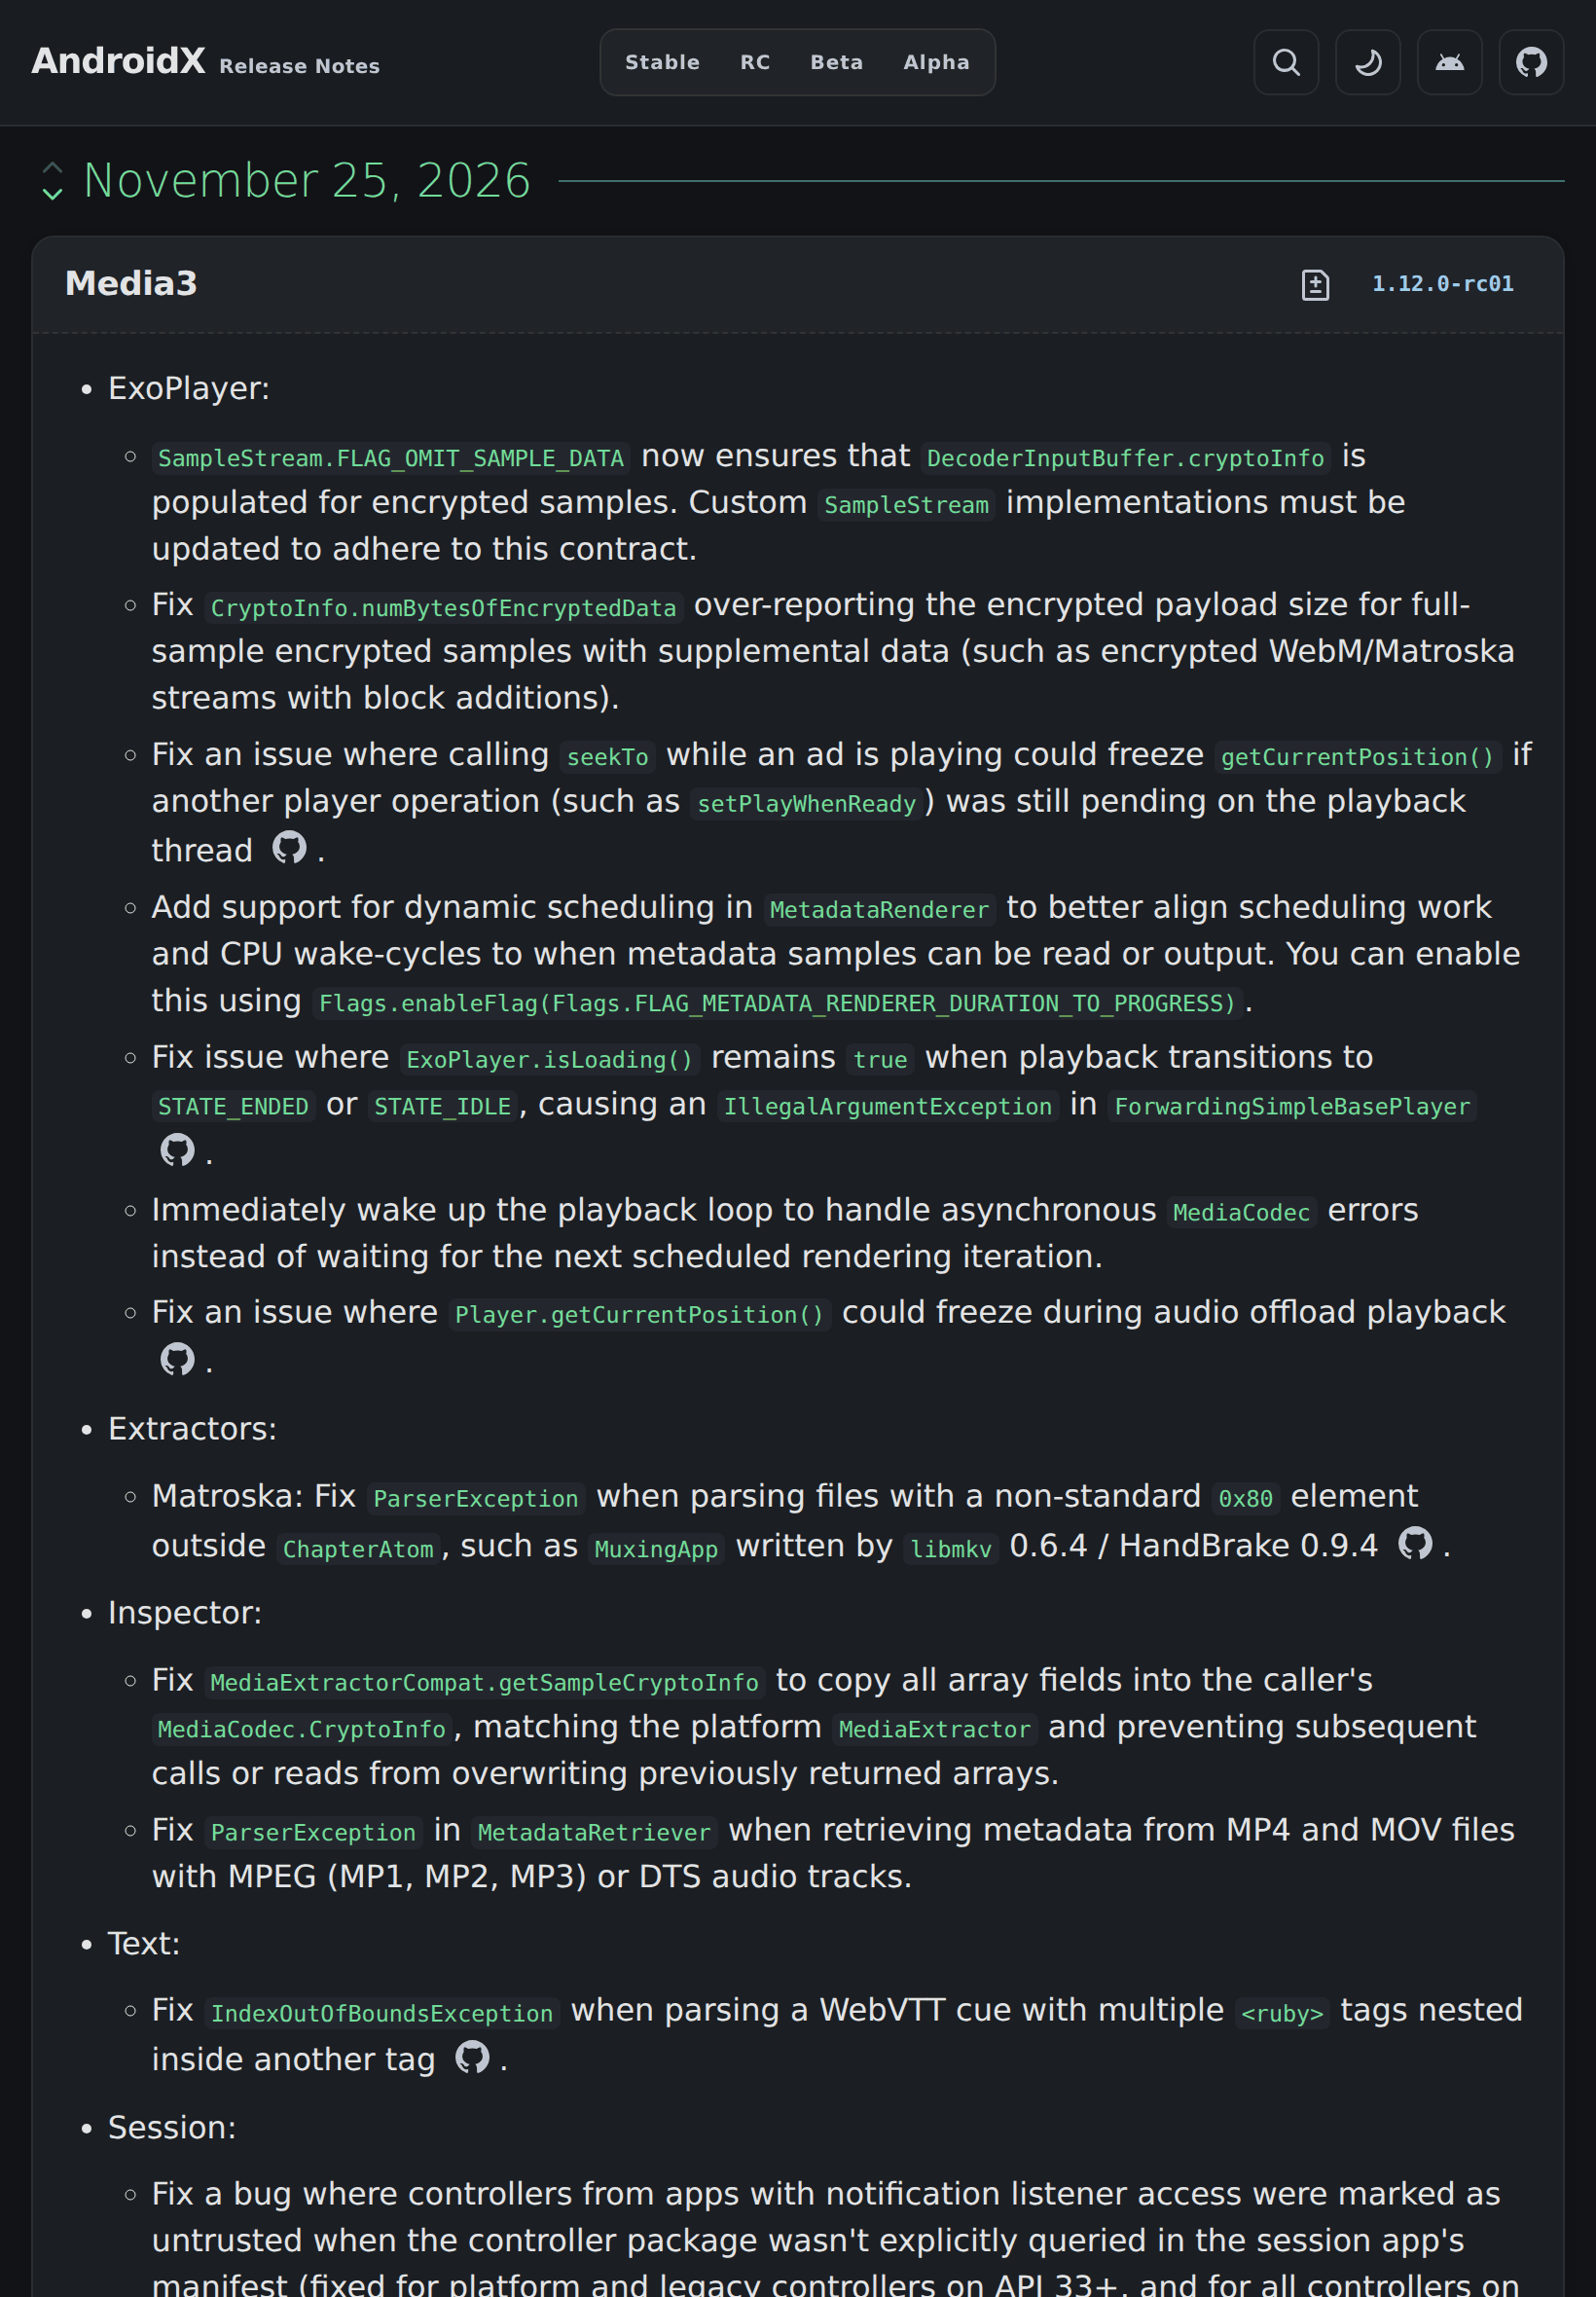 AndroidX Release Notes
Stable RC Beta Alpha
November 25, 2026
Media3
1.12.0-rc01
• ExoPlayer:
◦ SampleStream.FLAG_OMIT_SAMPLE_DATA now ensures that DecoderInputBuffer.cryptoInfo is
populated for encrypted samples. Custom SampleStream implementations must be
updated to adhere to this contract.
◦ Fix CryptoInfo.numBytesOfEncryptedData over-reporting the encrypted payload size for full-
sample encrypted samples with supplemental data (such as encrypted WebM/Matroska
streams with block additions).
◦ Fix an issue where calling seekTo while an ad is playing could freeze getCurrentPosition() if
another player operation (such as setPlayWhenReady) was still pending on the playback
thread .
◦ Add support for dynamic scheduling in MetadataRenderer to better align scheduling work
and CPU wake-cycles to when metadata samples can be read or output. You can enable
this using Flags.enableFlag(Flags.FLAG_METADATA_RENDERER_DURATION_TO_PROGRESS).
◦ Fix issue where ExoPlayer.isLoading() remains true when playback transitions to
STATE_ENDED or STATE_IDLE, causing an IllegalArgumentException in ForwardingSimpleBasePlayer
.
◦ Immediately wake up the playback loop to handle asynchronous MediaCodec errors
instead of waiting for the next scheduled rendering iteration.
◦ Fix an issue where Player.getCurrentPosition() could freeze during audio offload playback
.
• Extractors:
◦ Matroska: Fix ParserException when parsing files with a non-standard 0x80 element
outside ChapterAtom, such as MuxingApp written by libmkv 0.6.4 / HandBrake 0.9.4 .
• Inspector:
◦ Fix MediaExtractorCompat.getSampleCryptoInfo to copy all array fields into the caller's
MediaCodec.CryptoInfo, matching the platform MediaExtractor and preventing subsequent
calls or reads from overwriting previously returned arrays.
◦ Fix ParserException in MetadataRetriever when retrieving metadata from MP4 and MOV files
with MPEG (MP1, MP2, MP3) or DTS audio tracks.
• Text:
◦ Fix IndexOutOfBoundsException when parsing a WebVTT cue with multiple <ruby> tags nested
inside another tag .
• Session:
◦ Fix a bug where controllers from apps with notification listener access were marked as
untrusted when the controller package wasn't explicitly queried in the session app's
manifest (fixed for platform and legacy controllers on API 33+, and for all controllers on